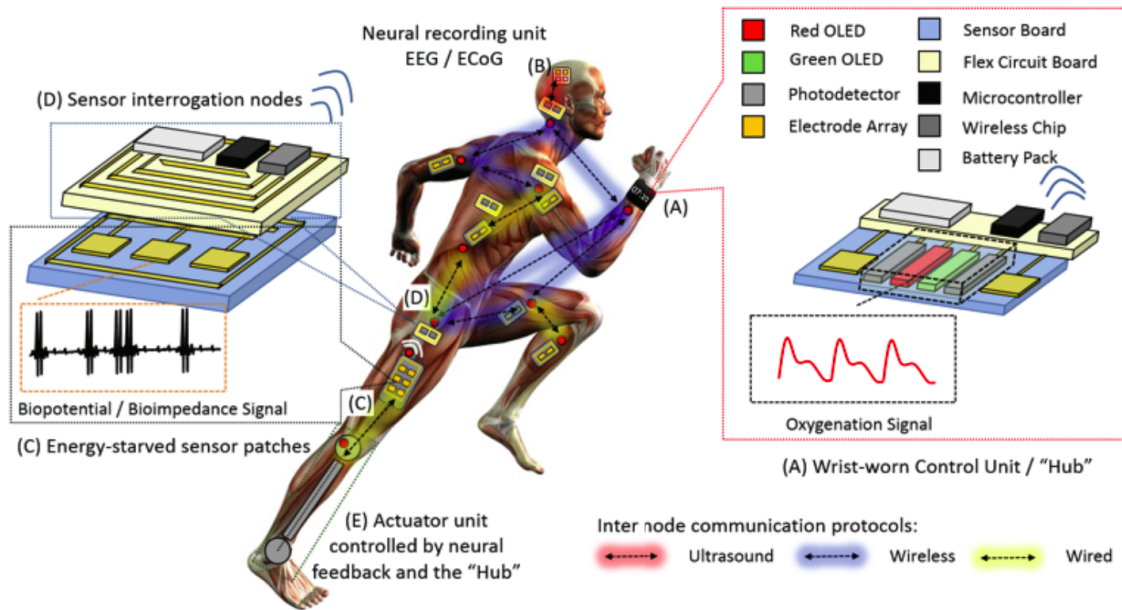 Neural recording unit
EEG / ECoG
(B)
(D) Sensor interrogation nodes
Red OLED
Green OLED
Photodetector
Electrode Array
Sensor Board
Flex Circuit Board
Microcontroller
Wireless Chip
Battery Pack
(A)
(D)
(C)
Biopotential / Bioimpedance Signal
(C) Energy-starved sensor patches
Oxygenation Signal
(A) Wrist-worn Control Unit / “Hub”
(E) Actuator unit
controlled by neural
feedback and the “Hub”
Inter node communication protocols:
Ultrasound
Wireless
Wired